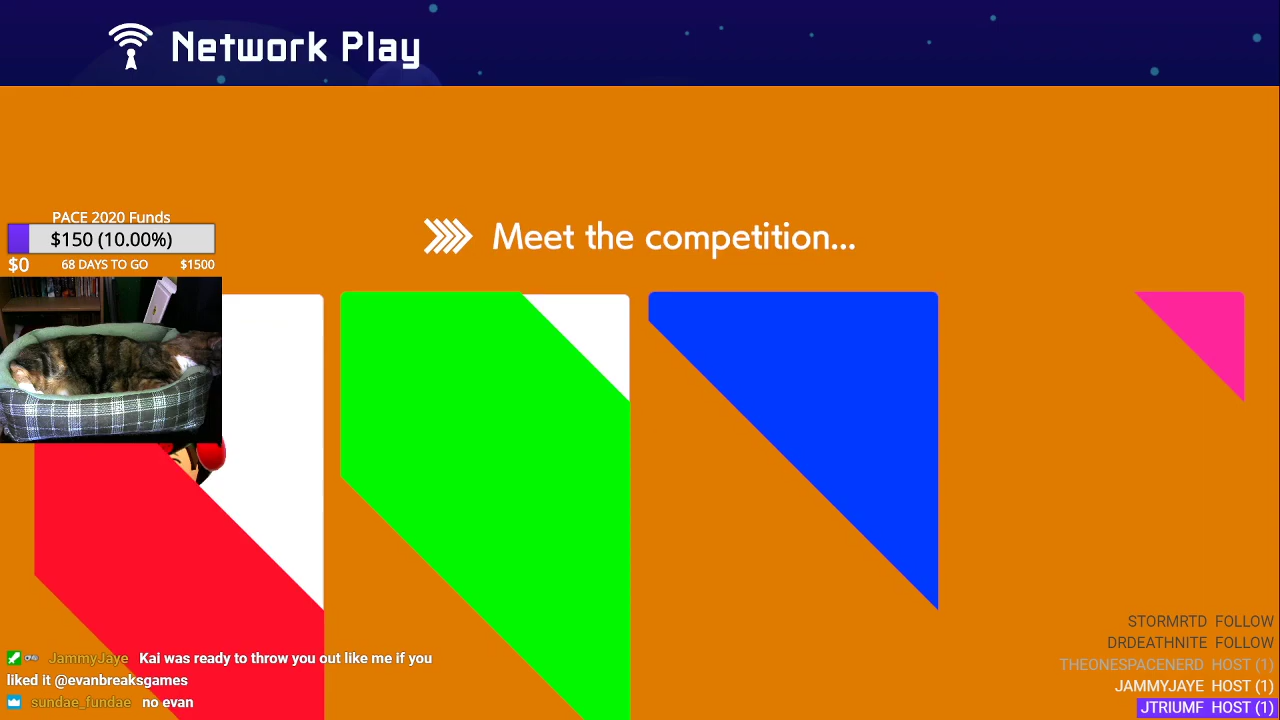 Network Play
PACE 2020 Funds
$150 (10.00%)
$0 68 DAYS TO GO $1500
Meet the competition...
JammyJaye Kai was ready to throw you out like me if you
liked it @evanbreaksgames
sundae_fundae no evan
STORMRTD FOLLOW
DRDEATHNITE FOLLOW
THEONESPACENERD HOST (1)
JAMMYJAYE HOST (1)
JTRIUMF HOST (1)